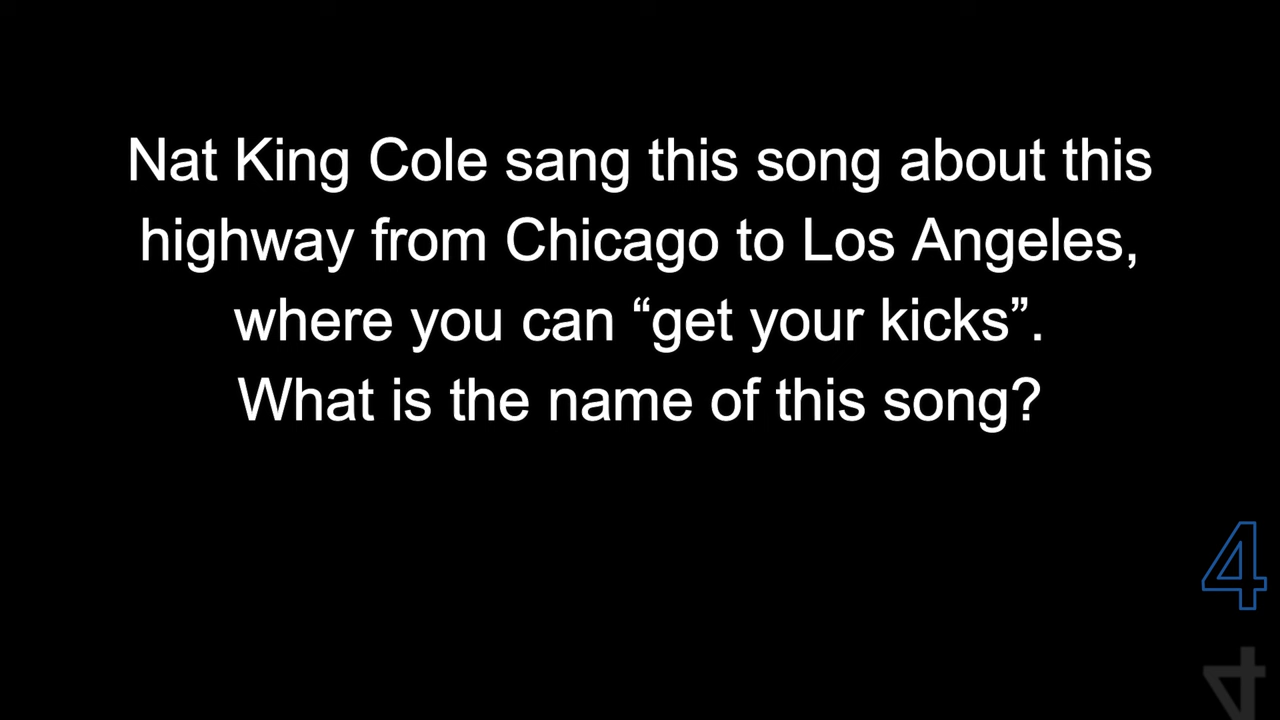 Nat King Cole sang this song about this
highway from Chicago to Los Angeles,
where you can “get your kicks”.
What is the name of this song?
4